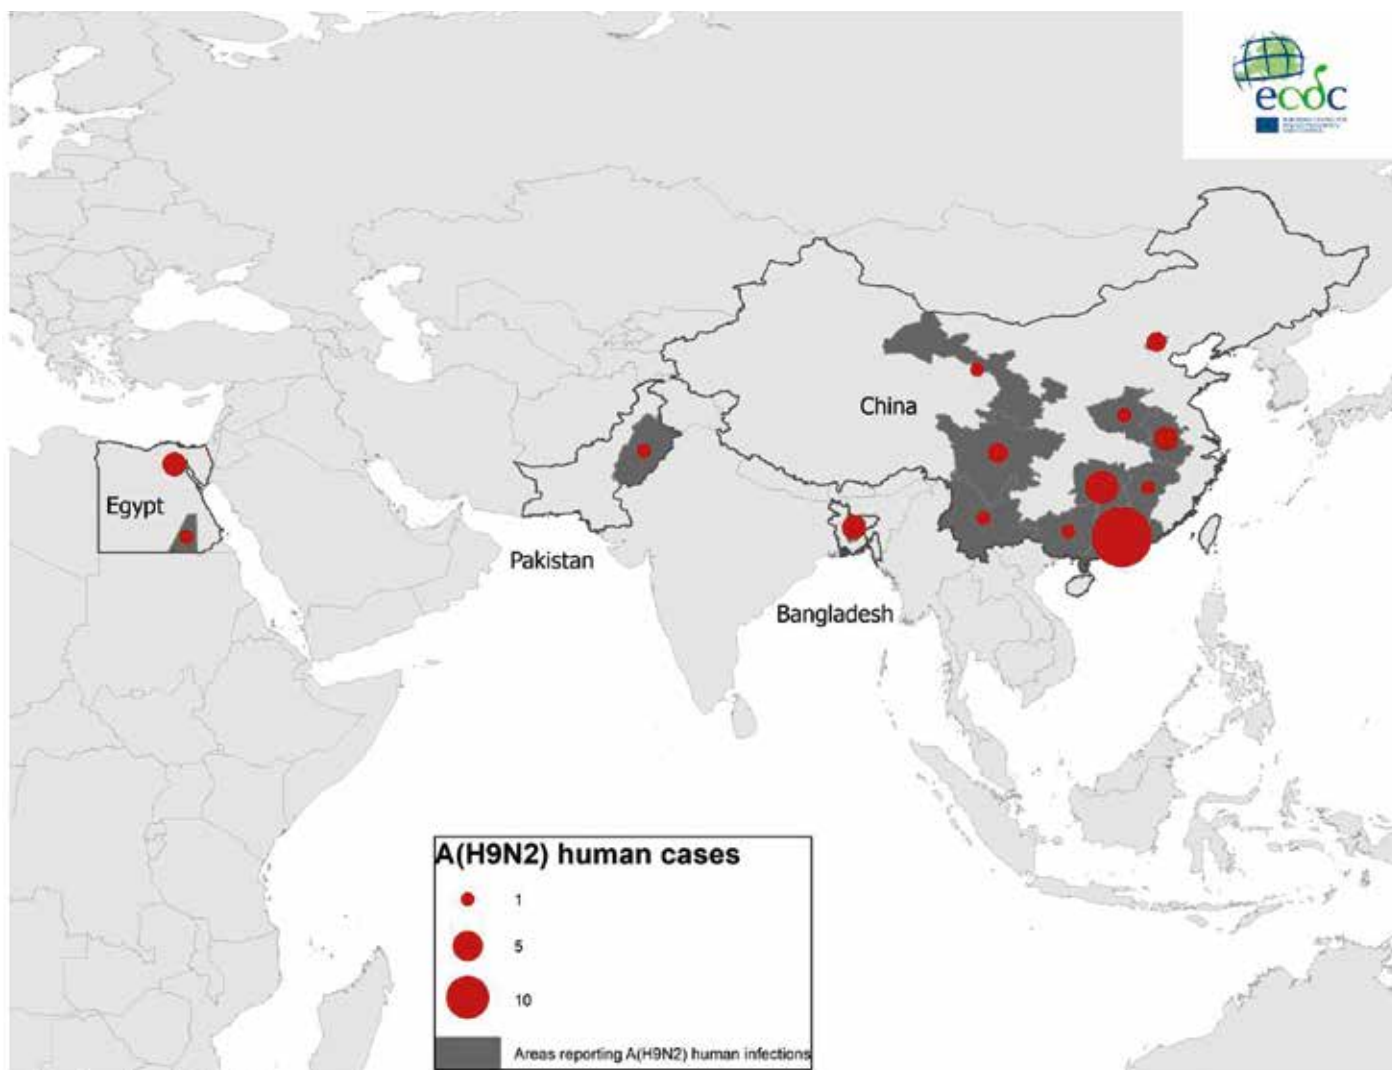 ecdc
China
Egypt
Pakistan
Bangladesh
A(H9N2) human cases
1
5
10
Areas reporting A(H9N2) human infections